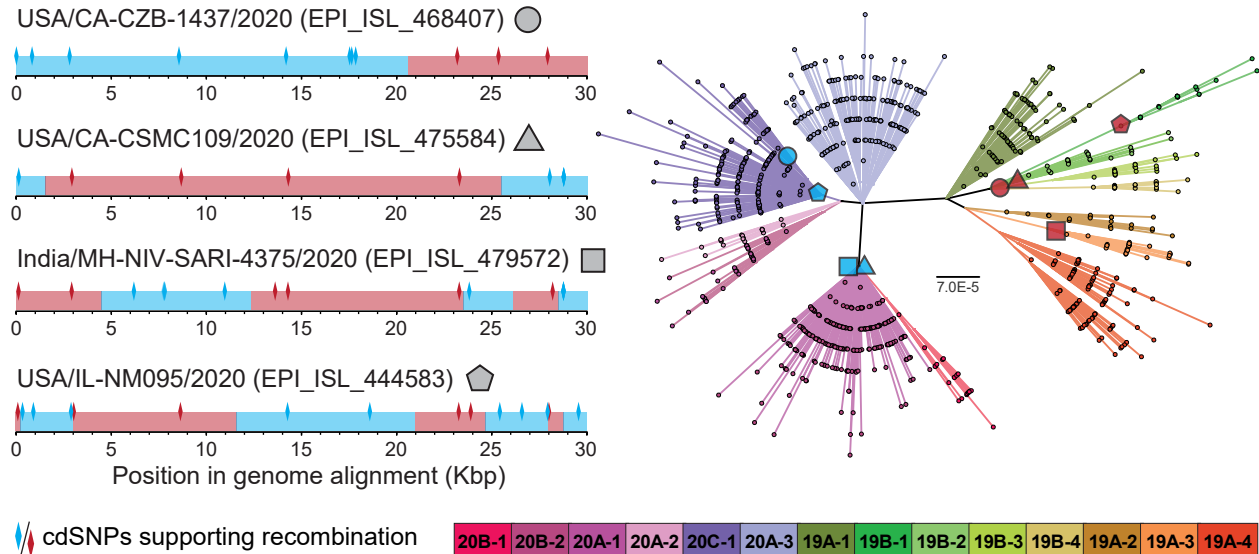 USA/CA-CZB-1437/2020 (EPI_ISL_468407)
0 5 10 15 20 25 30
USA/CA-CSMC109/2020 (EPI_ISL_475584)
0 5 10 15 20 25 30
India/MH-NIV-SARI-4375/2020 (EPI_ISL_479572)
0 5 10 15 20 25 30
USA/IL-NM095/2020 (EPI_ISL_444583)
0 5 10 15 20 25 30
Position in genome alignment (Kbp)
7.0E-5
cdSNPs supporting recombination
20B-1 20B-2 20A-1 20A-2 20C-1 20A-3 19A-1 19B-1 19B-2 19B-3 19B-4 19A-2 19A-3 19A-4